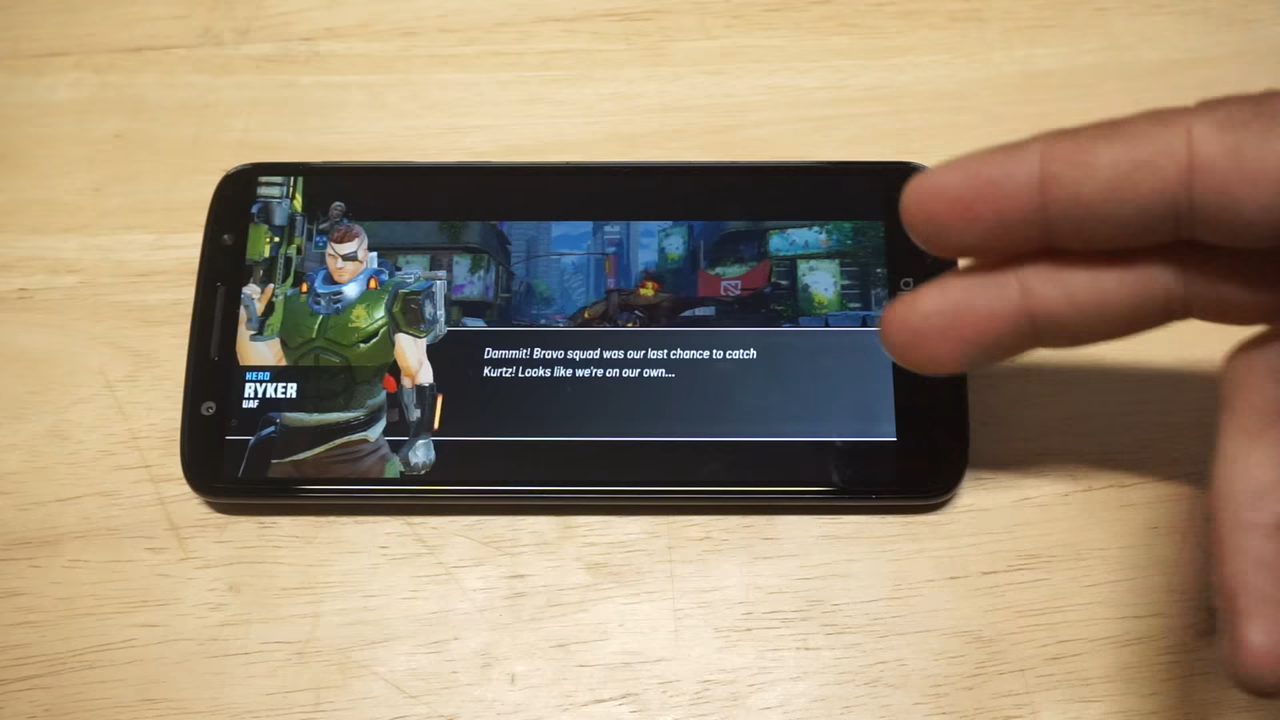 HERO
RYKER
UAF
Dammit! Bravo squad was our last chance to catch
Kurtz! Looks like we're on our own...